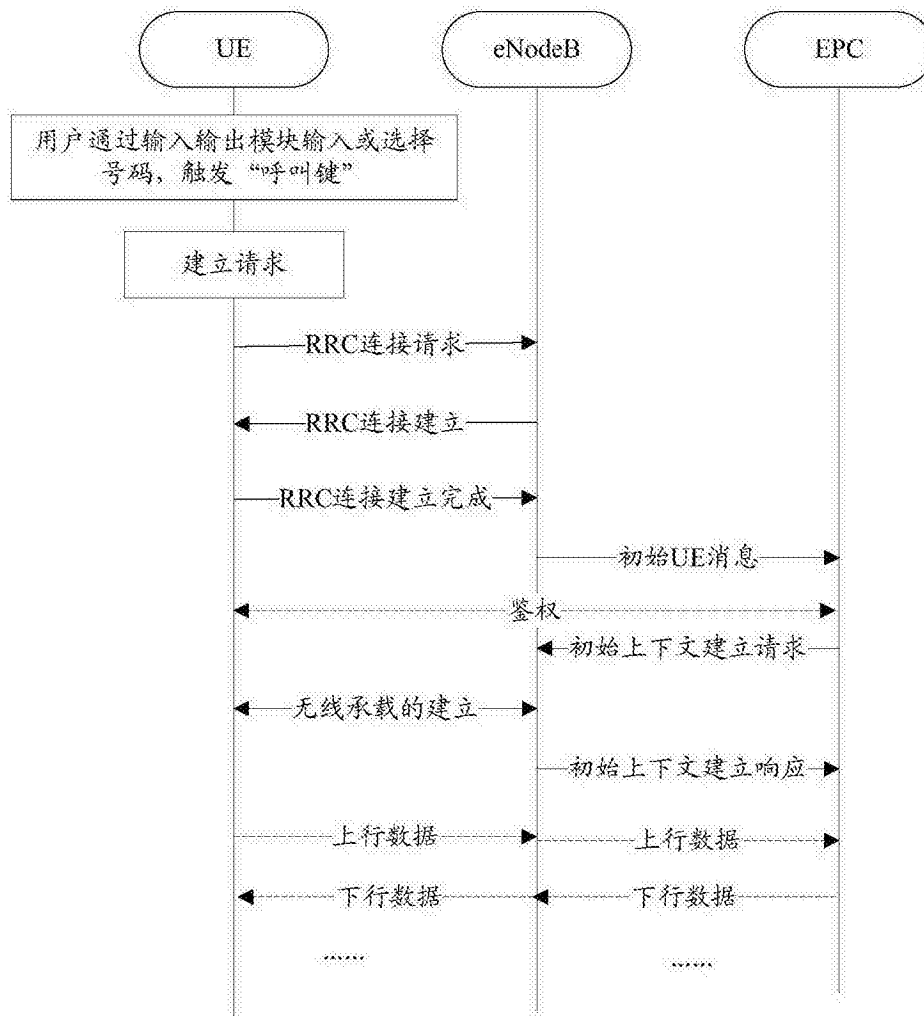 UE
eNodeB
EPC
用户通过输入输出模块输入或选择
号码、触发“呼叫键”
建立请求
RRC连接请求
RRC连接建立
RRC连接建立完成
初始UE消息
鉴权
初始上下文建立请求
无线承载的建立
初始上下文建立响应
上行数据
上行数据
下行数据
下行数据
……
……